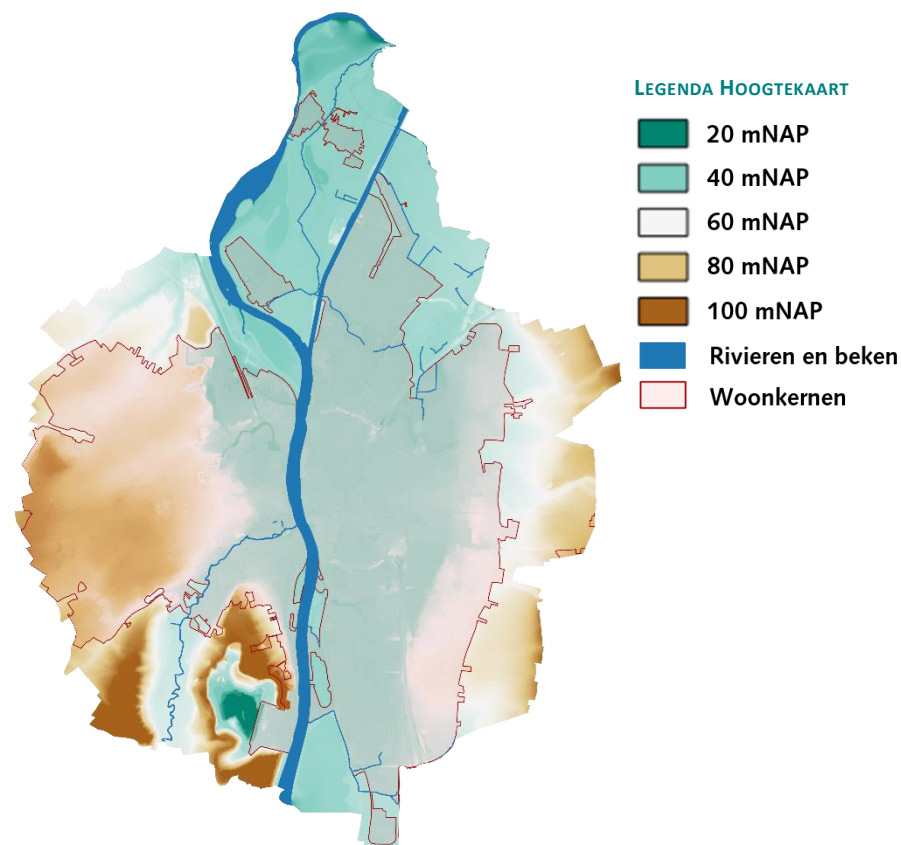 LEGENDA HOOGTEKAART
20 mNAP
40 mNAP
60 mNAP
80 mNAP
100 mNAP
Rivieren en beken
Woonkernen